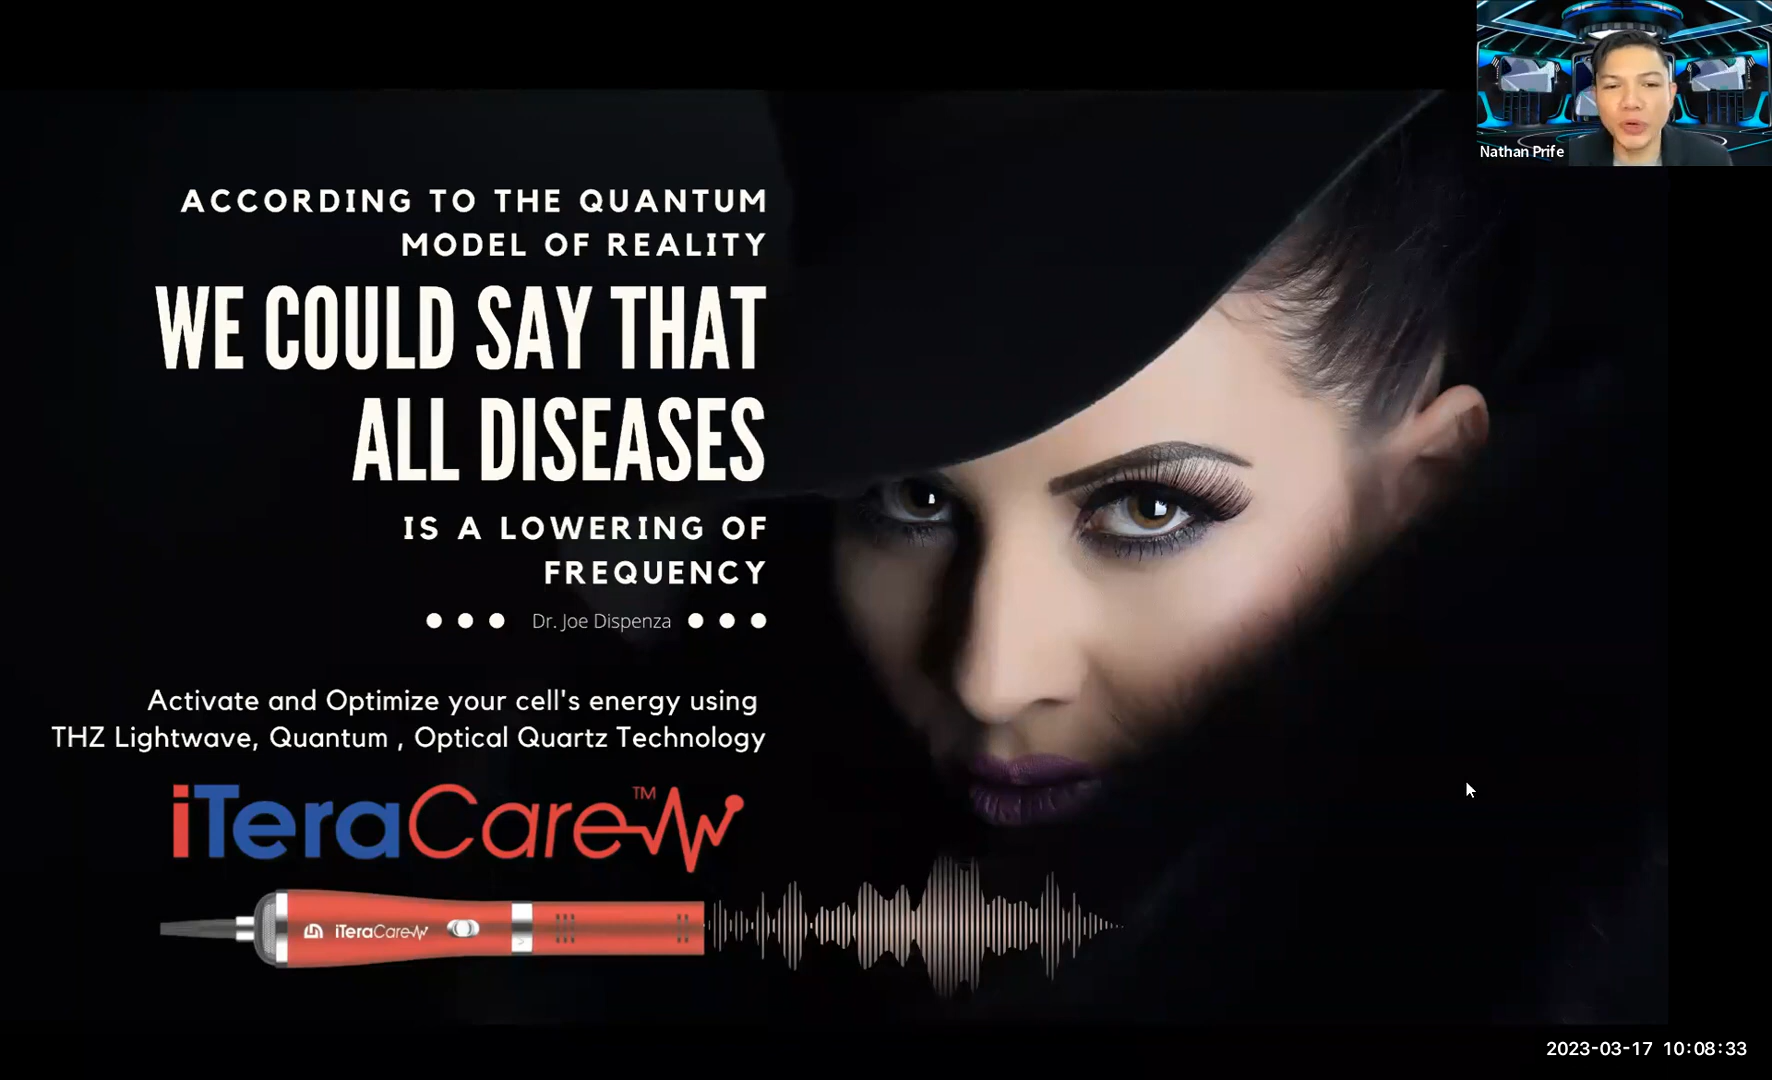 Nathan Prife
ACCORDING TO THE QUANTUM
MODEL OF REALITY
WE COULD SAY THAT
ALL DISEASES
IS A LOWERING OF
FREQUENCY
Dr. Joe Dispenza
Activate and Optimize your cell's energy using
THZ Lightwave, Quantum , Optical Quartz Technology
iTeraCare™
iTeraCare
2023-03-17 10:08:33